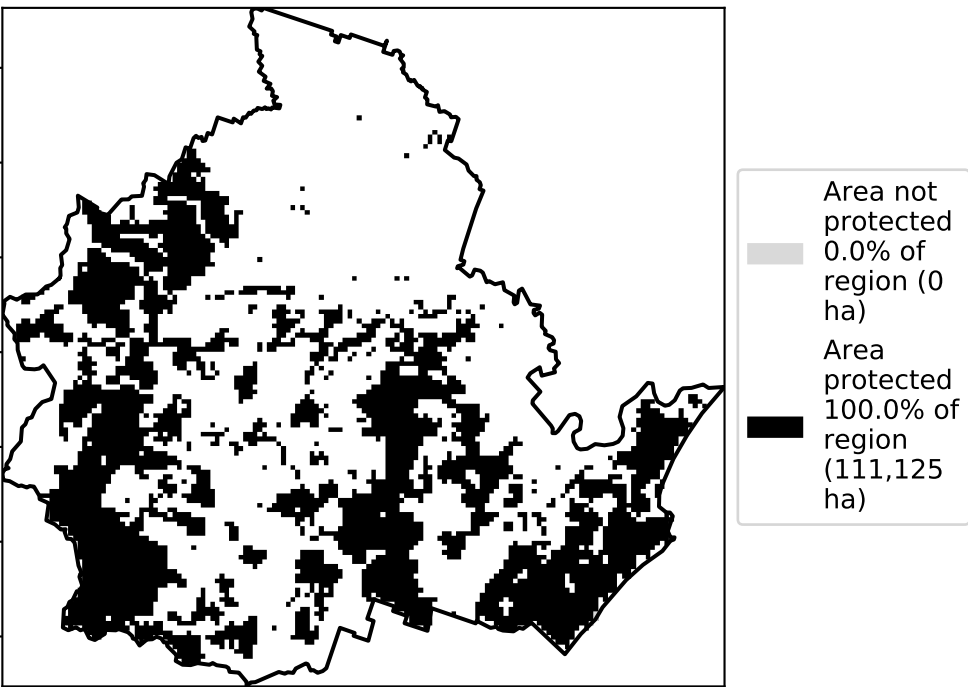 Area not
protected
0.0% of
region (0
ha)
Area
protected
100.0% of
region
(111,125
ha)